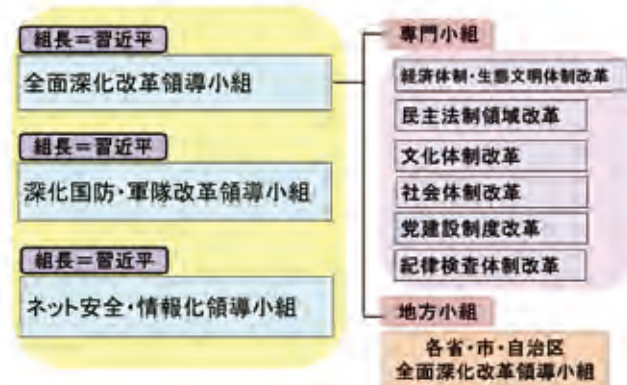 組長=習近平
全面深化改革領導小組
組長=習近平
深化国防・軍隊改革領導小組
組長=習近平
ネット安全・情報化領導小組
専門小組
経済体制・生態文明体制改革
民主法制領域改革
文化体制改革
社会体制改革
党建設制度改革
紀律検査体制改革
地方小組
各省・市・自治区
全面深化改革領導小組